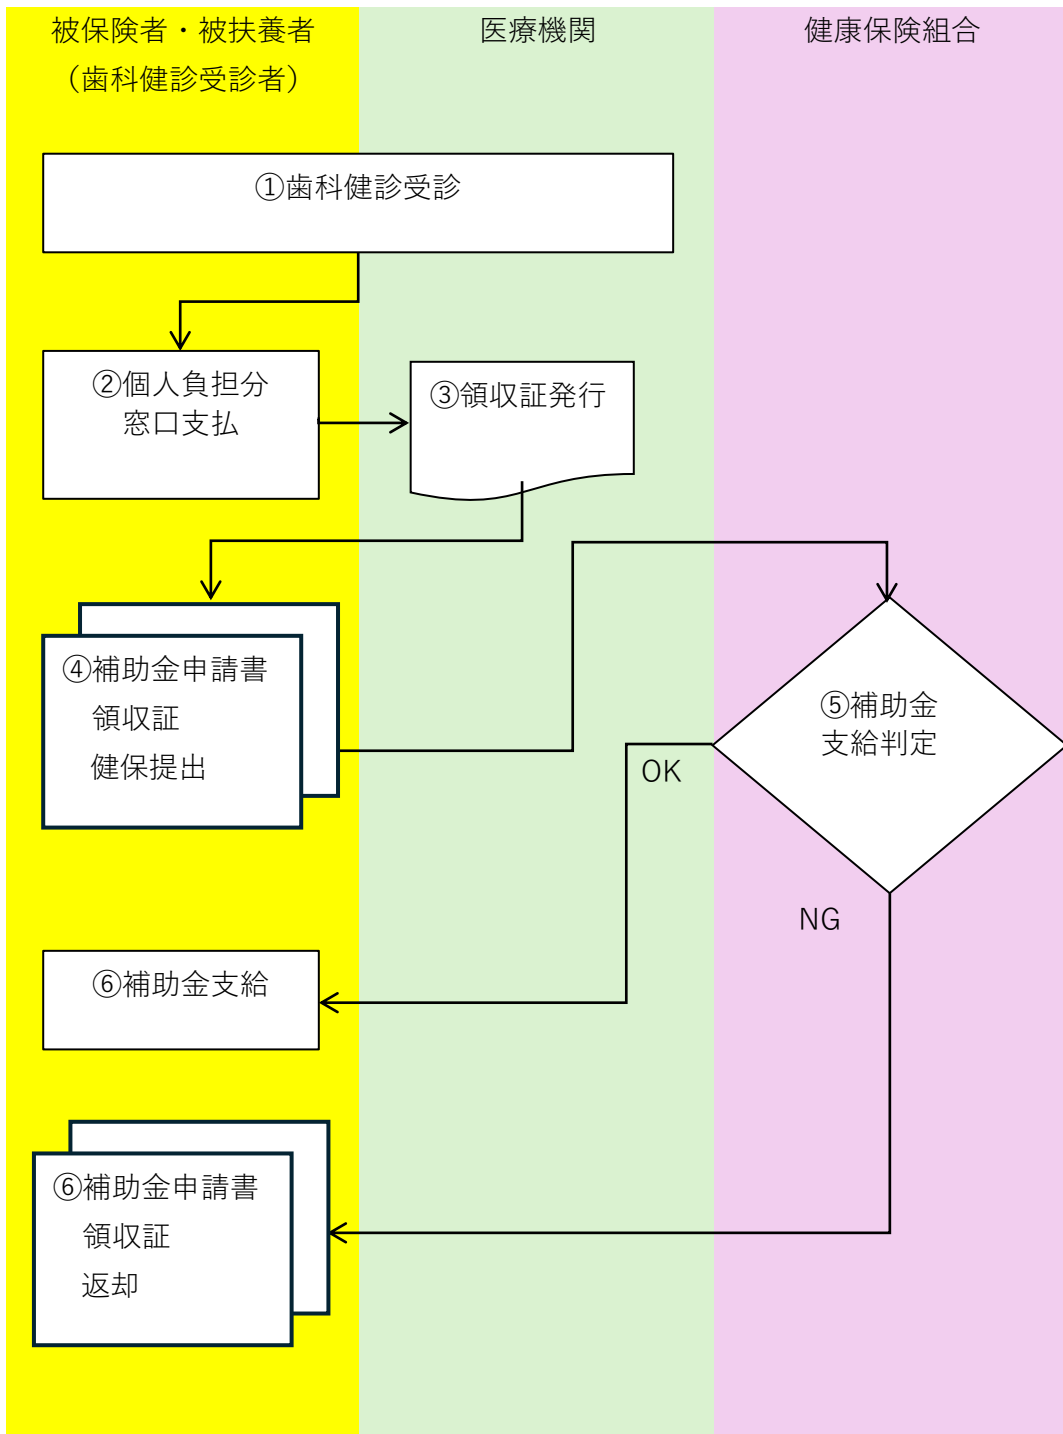 被保険者・被扶養者
（歯科健診受診者）
医療機関
健康保険組合
①歯科健診受診
②個人負担分
窓口支払
③領収証発行
④補助金申請書
領収証
健保提出
⑤補助金
支給判定
OK
NG
⑥補助金支給
⑥補助金申請書
領収証
返却